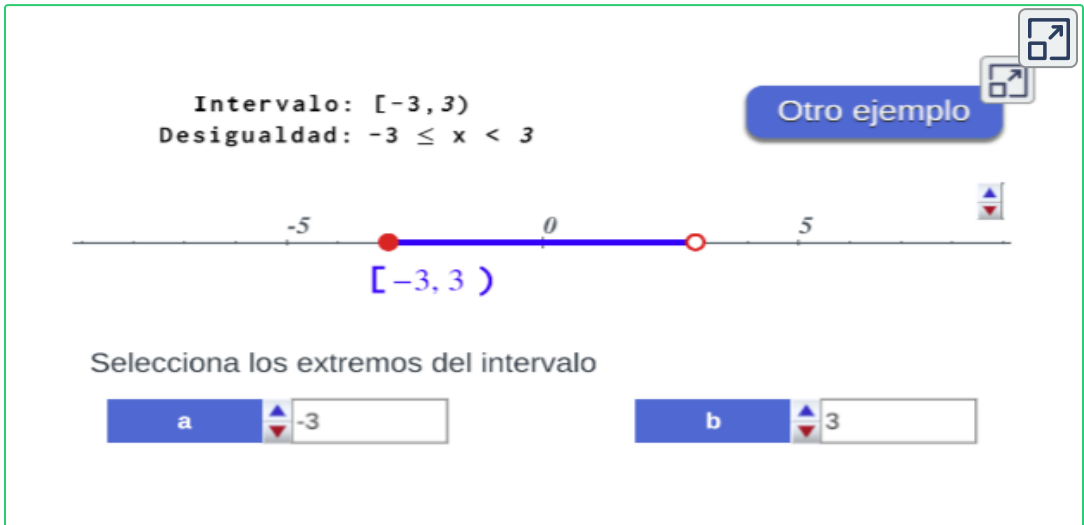 Intervalo: [-3,3)
Desigualdad: -3 ≤ x < 3
Otro ejemplo
-5 0 5
[−3, 3 )
Selecciona los extremos del intervalo
a -3 b 3